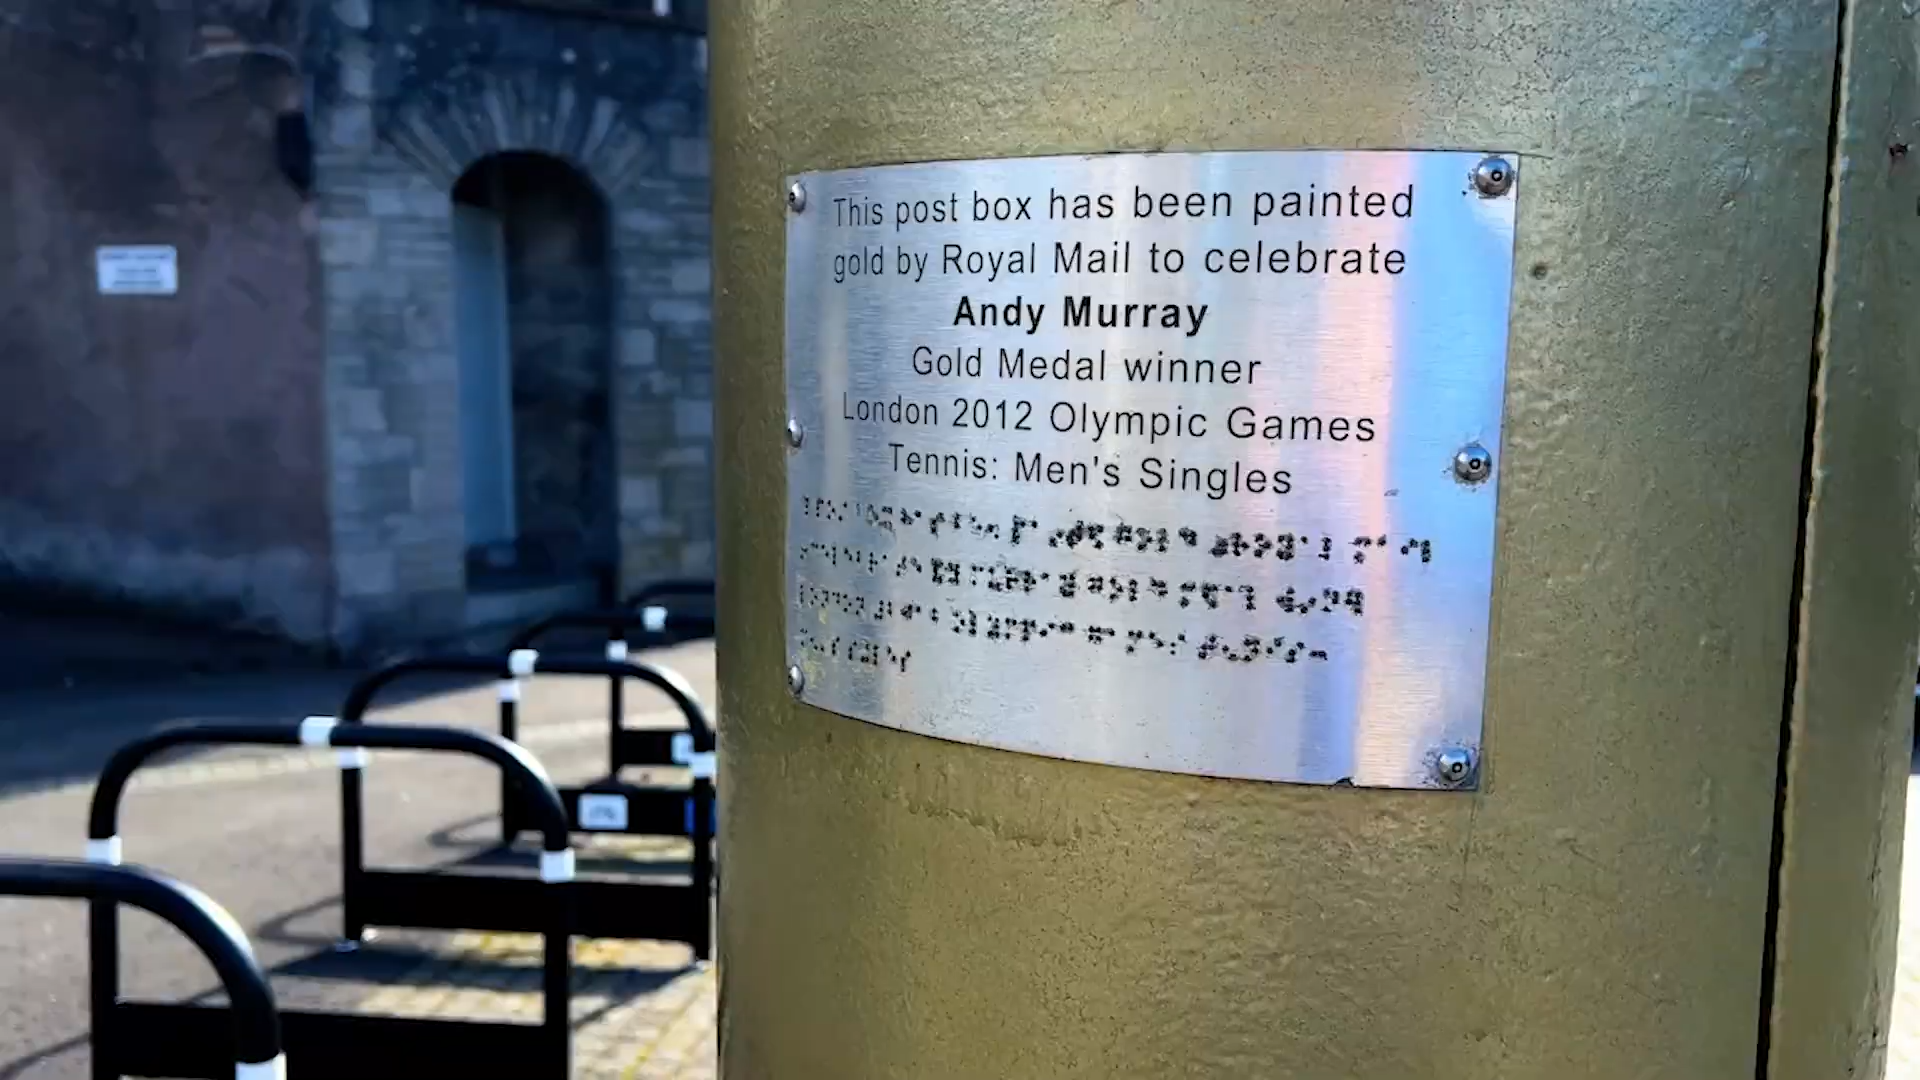 This post box has been painted
gold by Royal Mail to celebrate
Andy Murray
Gold Medal winner
London 2012 Olympic Games
Tennis: Men's Singles